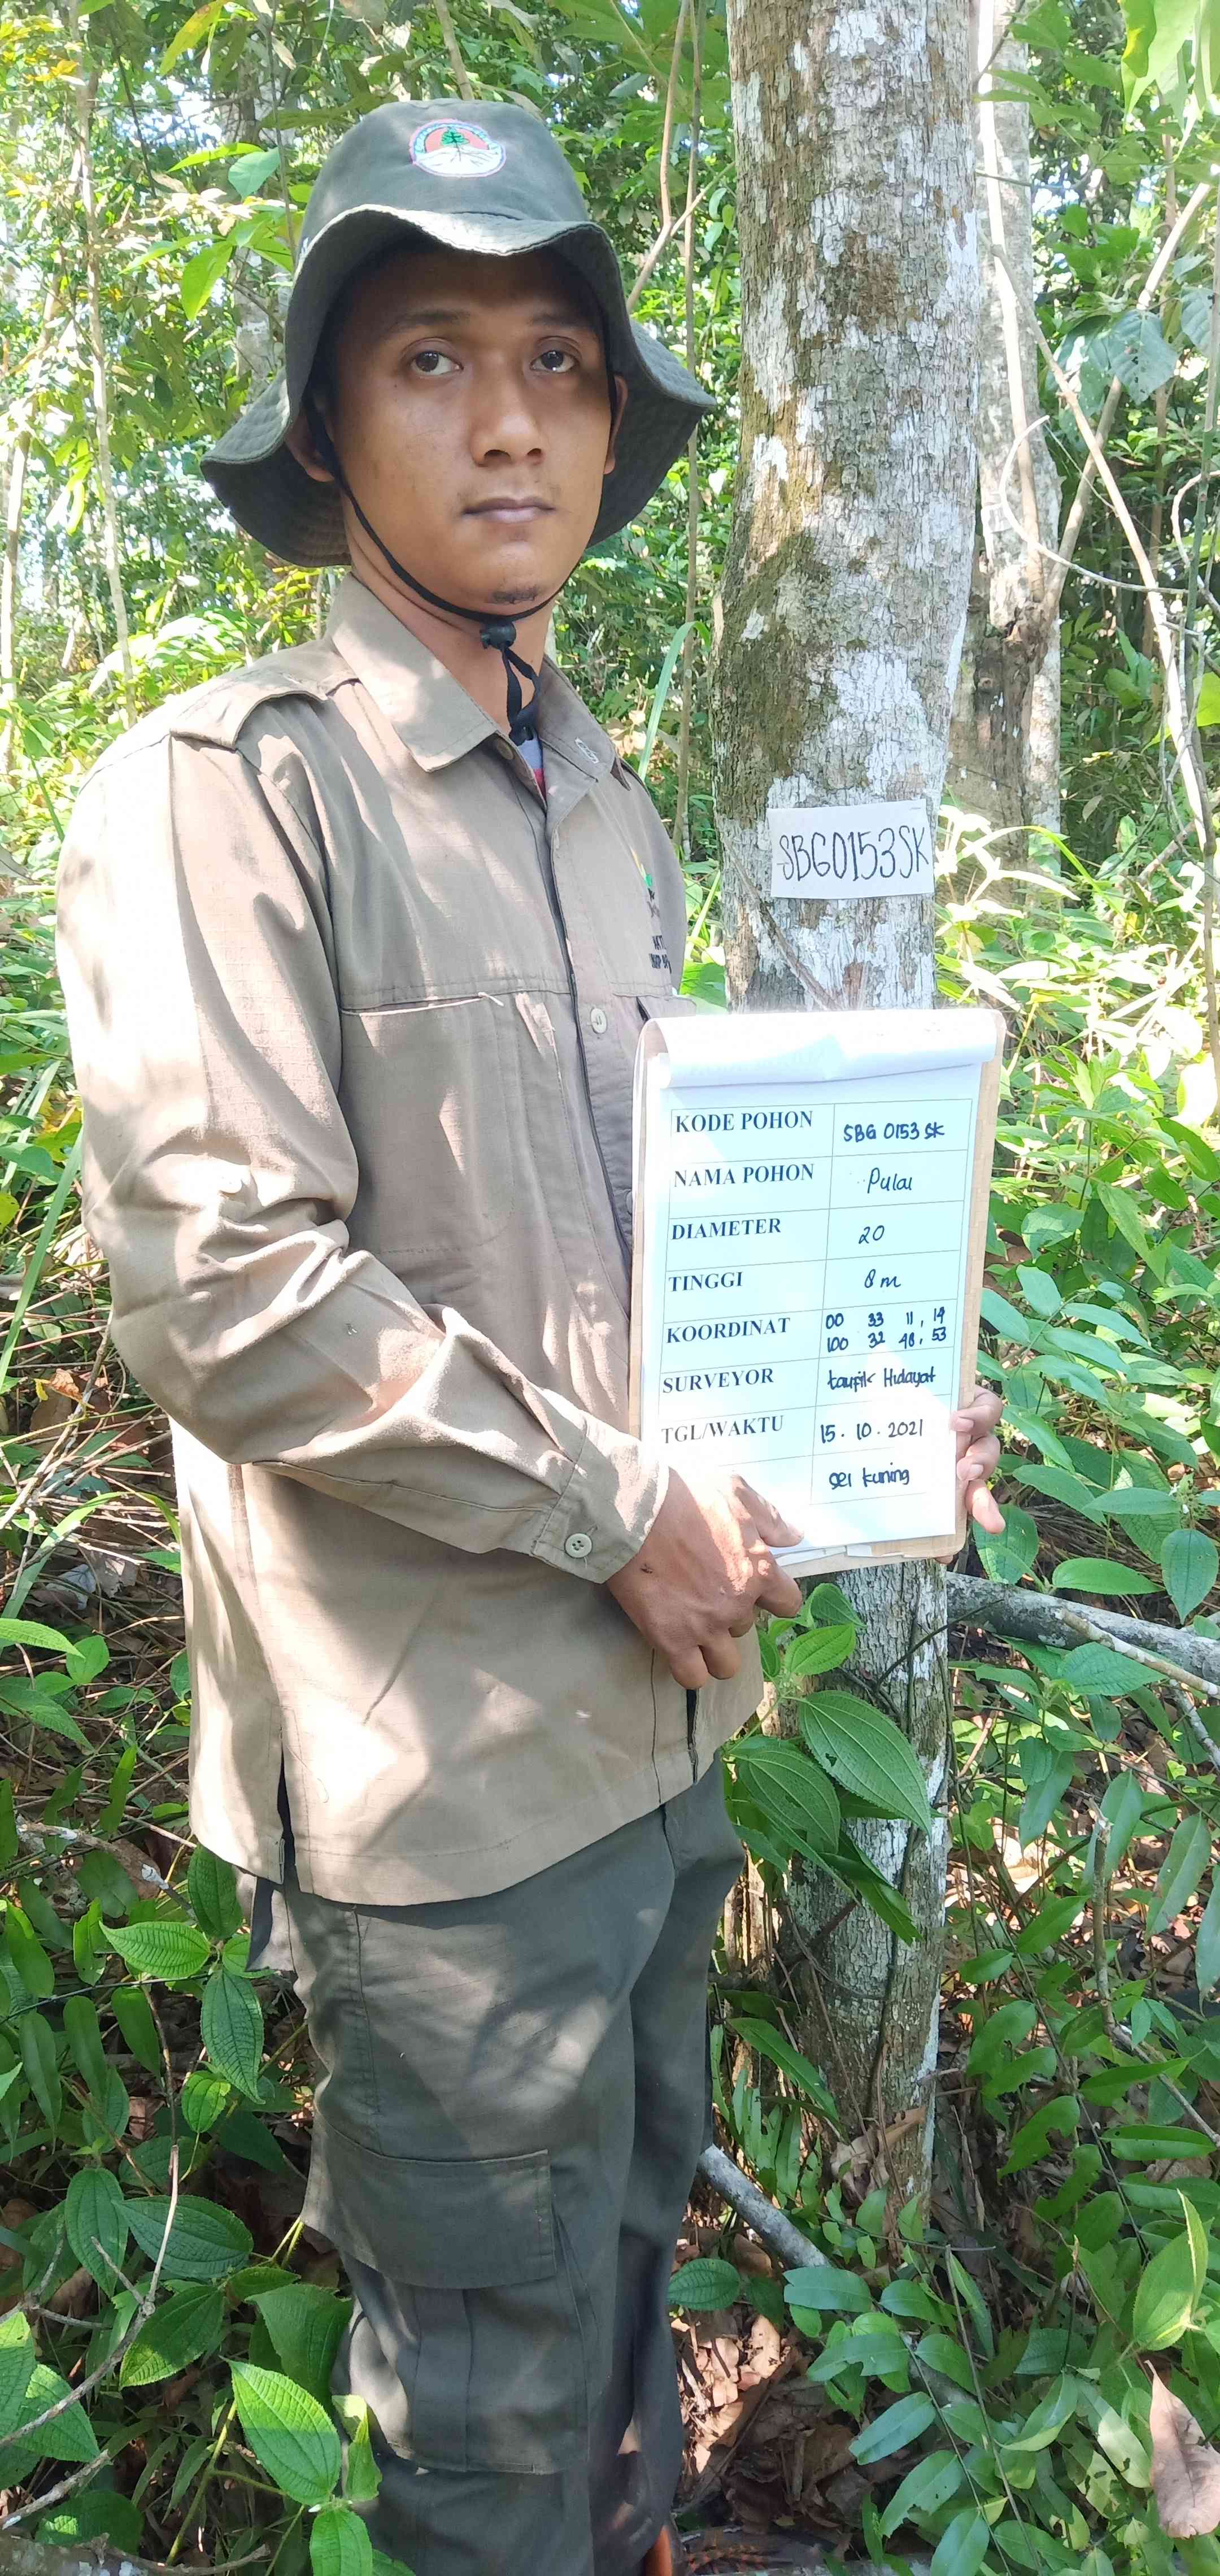 SBG0153SK
KODE POHON SBG 0153 SK
NAMA POHON Pulai
DIAMETER 20
TINGGI 8 m
KOORDINAT 00 33 11, 14
100 32 48, 53
SURVEYOR taupik Hidayat
TGL/WAKTU 15. 10. 2021
sei kuning